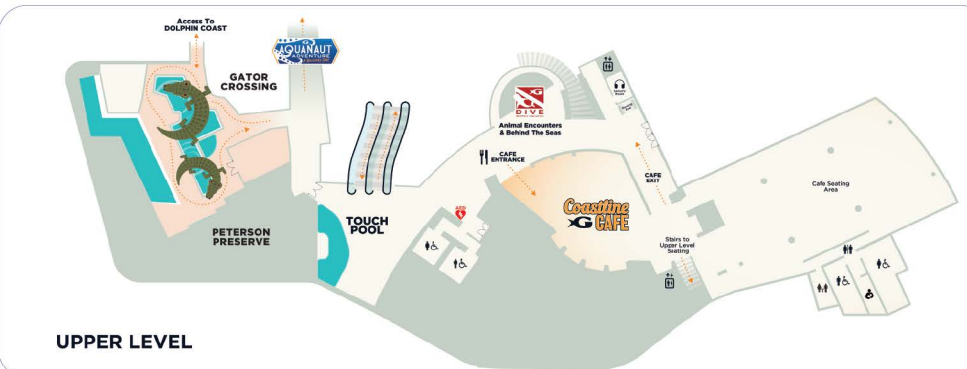 Access To
DOLPHIN COAST
AQUANAUT
ADVENTURE
GATOR
CROSSING
G
DIVE
Animal Encounters
& Behind The Seas
CAFE
ENTRANCE
CAFE
EXIT
Cafe Seating
Area
Coastline
G CAFE
AED
TOUCH
POOL
PETERSON
PRESERVE
Stairs to
Upper Level
Seating
UPPER LEVEL